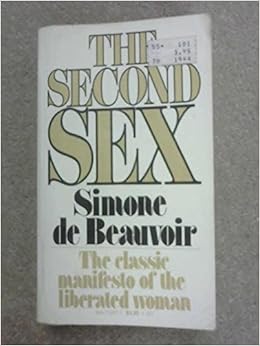 THE
SECOND
SEX
Simone
de Beauvoir
The classic
manifesto of the
liberated woman